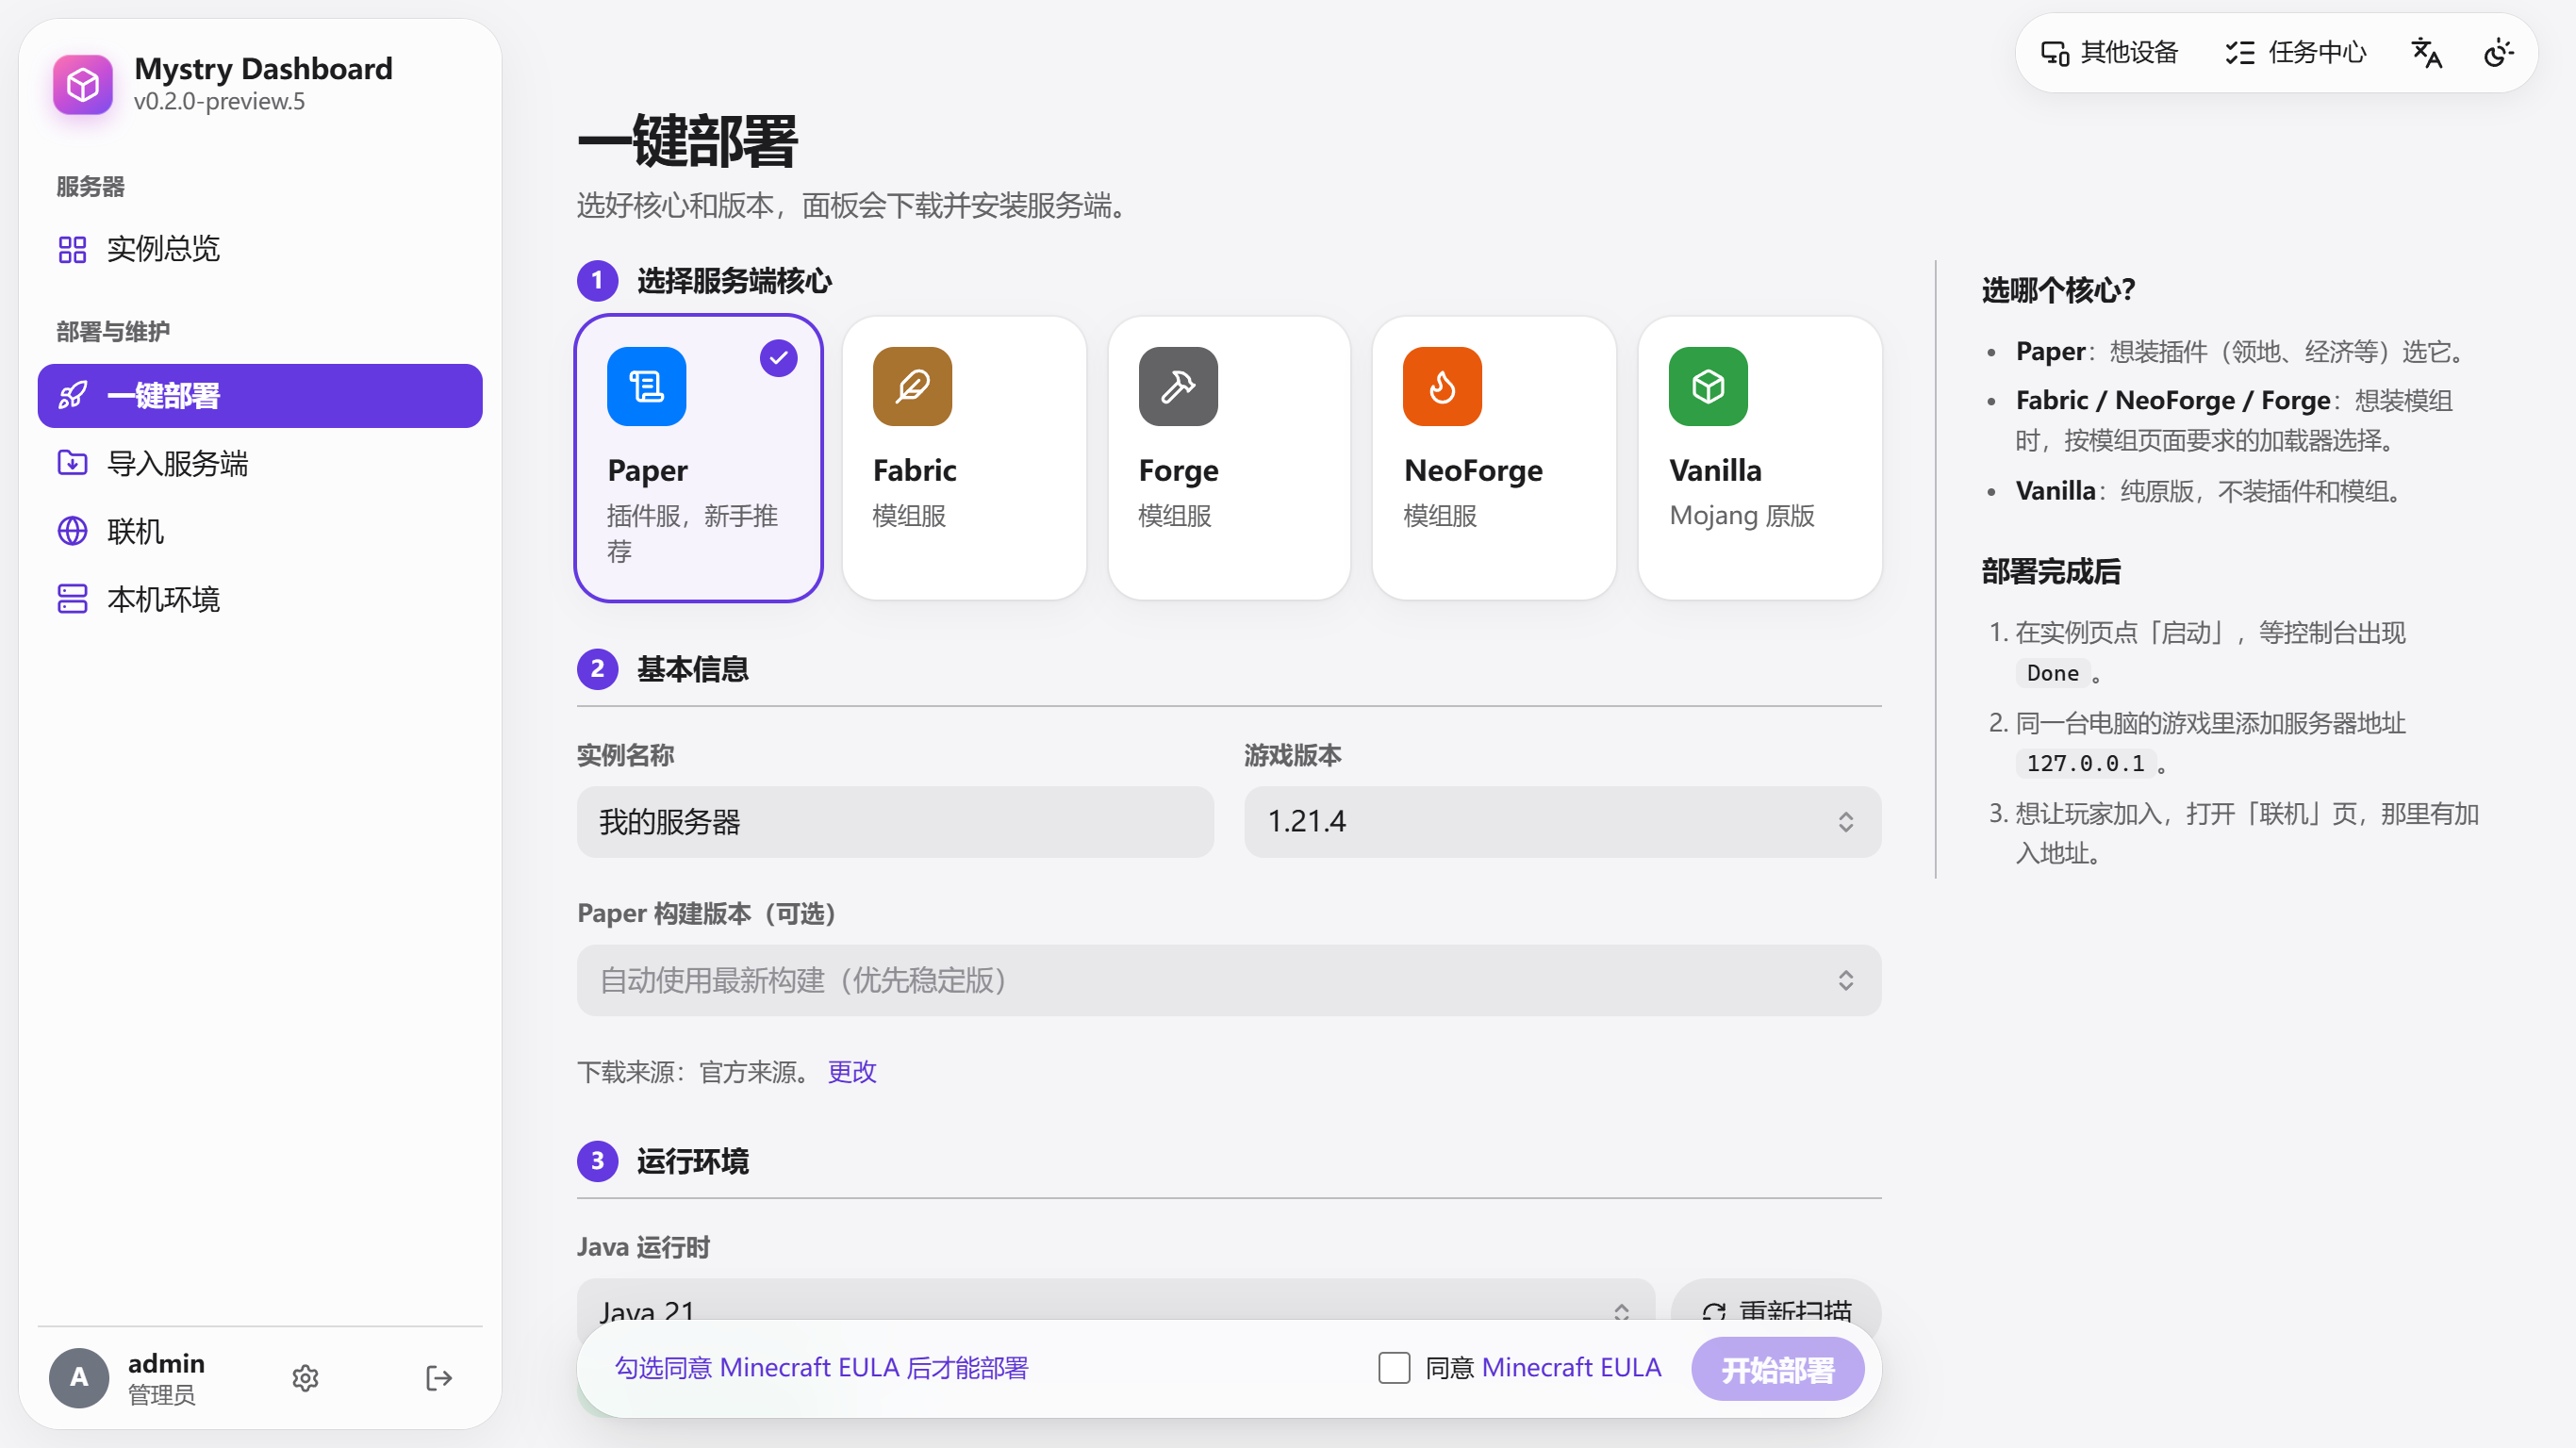 Mystry Dashboard
v0.2.0-preview.5
服务器
实例总览
部署与维护
一键部署
导入服务端
联机
本机环境
A
admin
管理员
其他设备
任务中心
一键部署
选好核心和版本，面板会下载并安装服务端。
1 选择服务端核心
Paper
插件服，新手推
荐
Fabric
模组服
Forge
模组服
NeoForge
模组服
Vanilla
Mojang 原版
2 基本信息
实例名称
我的服务器
游戏版本
1.21.4
Paper 构建版本（可选）
自动使用最新构建（优先稳定版）
下载来源：官方来源。 更改
3 运行环境
Java 运行时
Java 21
重新扫描
勾选同意 Minecraft EULA 后才能部署
同意 Minecraft EULA
开始部署
选哪个核心？
• Paper：想装插件（领地、经济等）选它。
• Fabric / NeoForge / Forge：想装模组
时，按模组页面要求的加载器选择。
• Vanilla：纯原版，不装插件和模组。
部署完成后
1. 在实例页点「启动」，等控制台出现
Done 。
2. 同一台电脑的游戏里添加服务器地址
127.0.0.1 。
3. 想让玩家加入，打开「联机」页，那里有加
入地址。